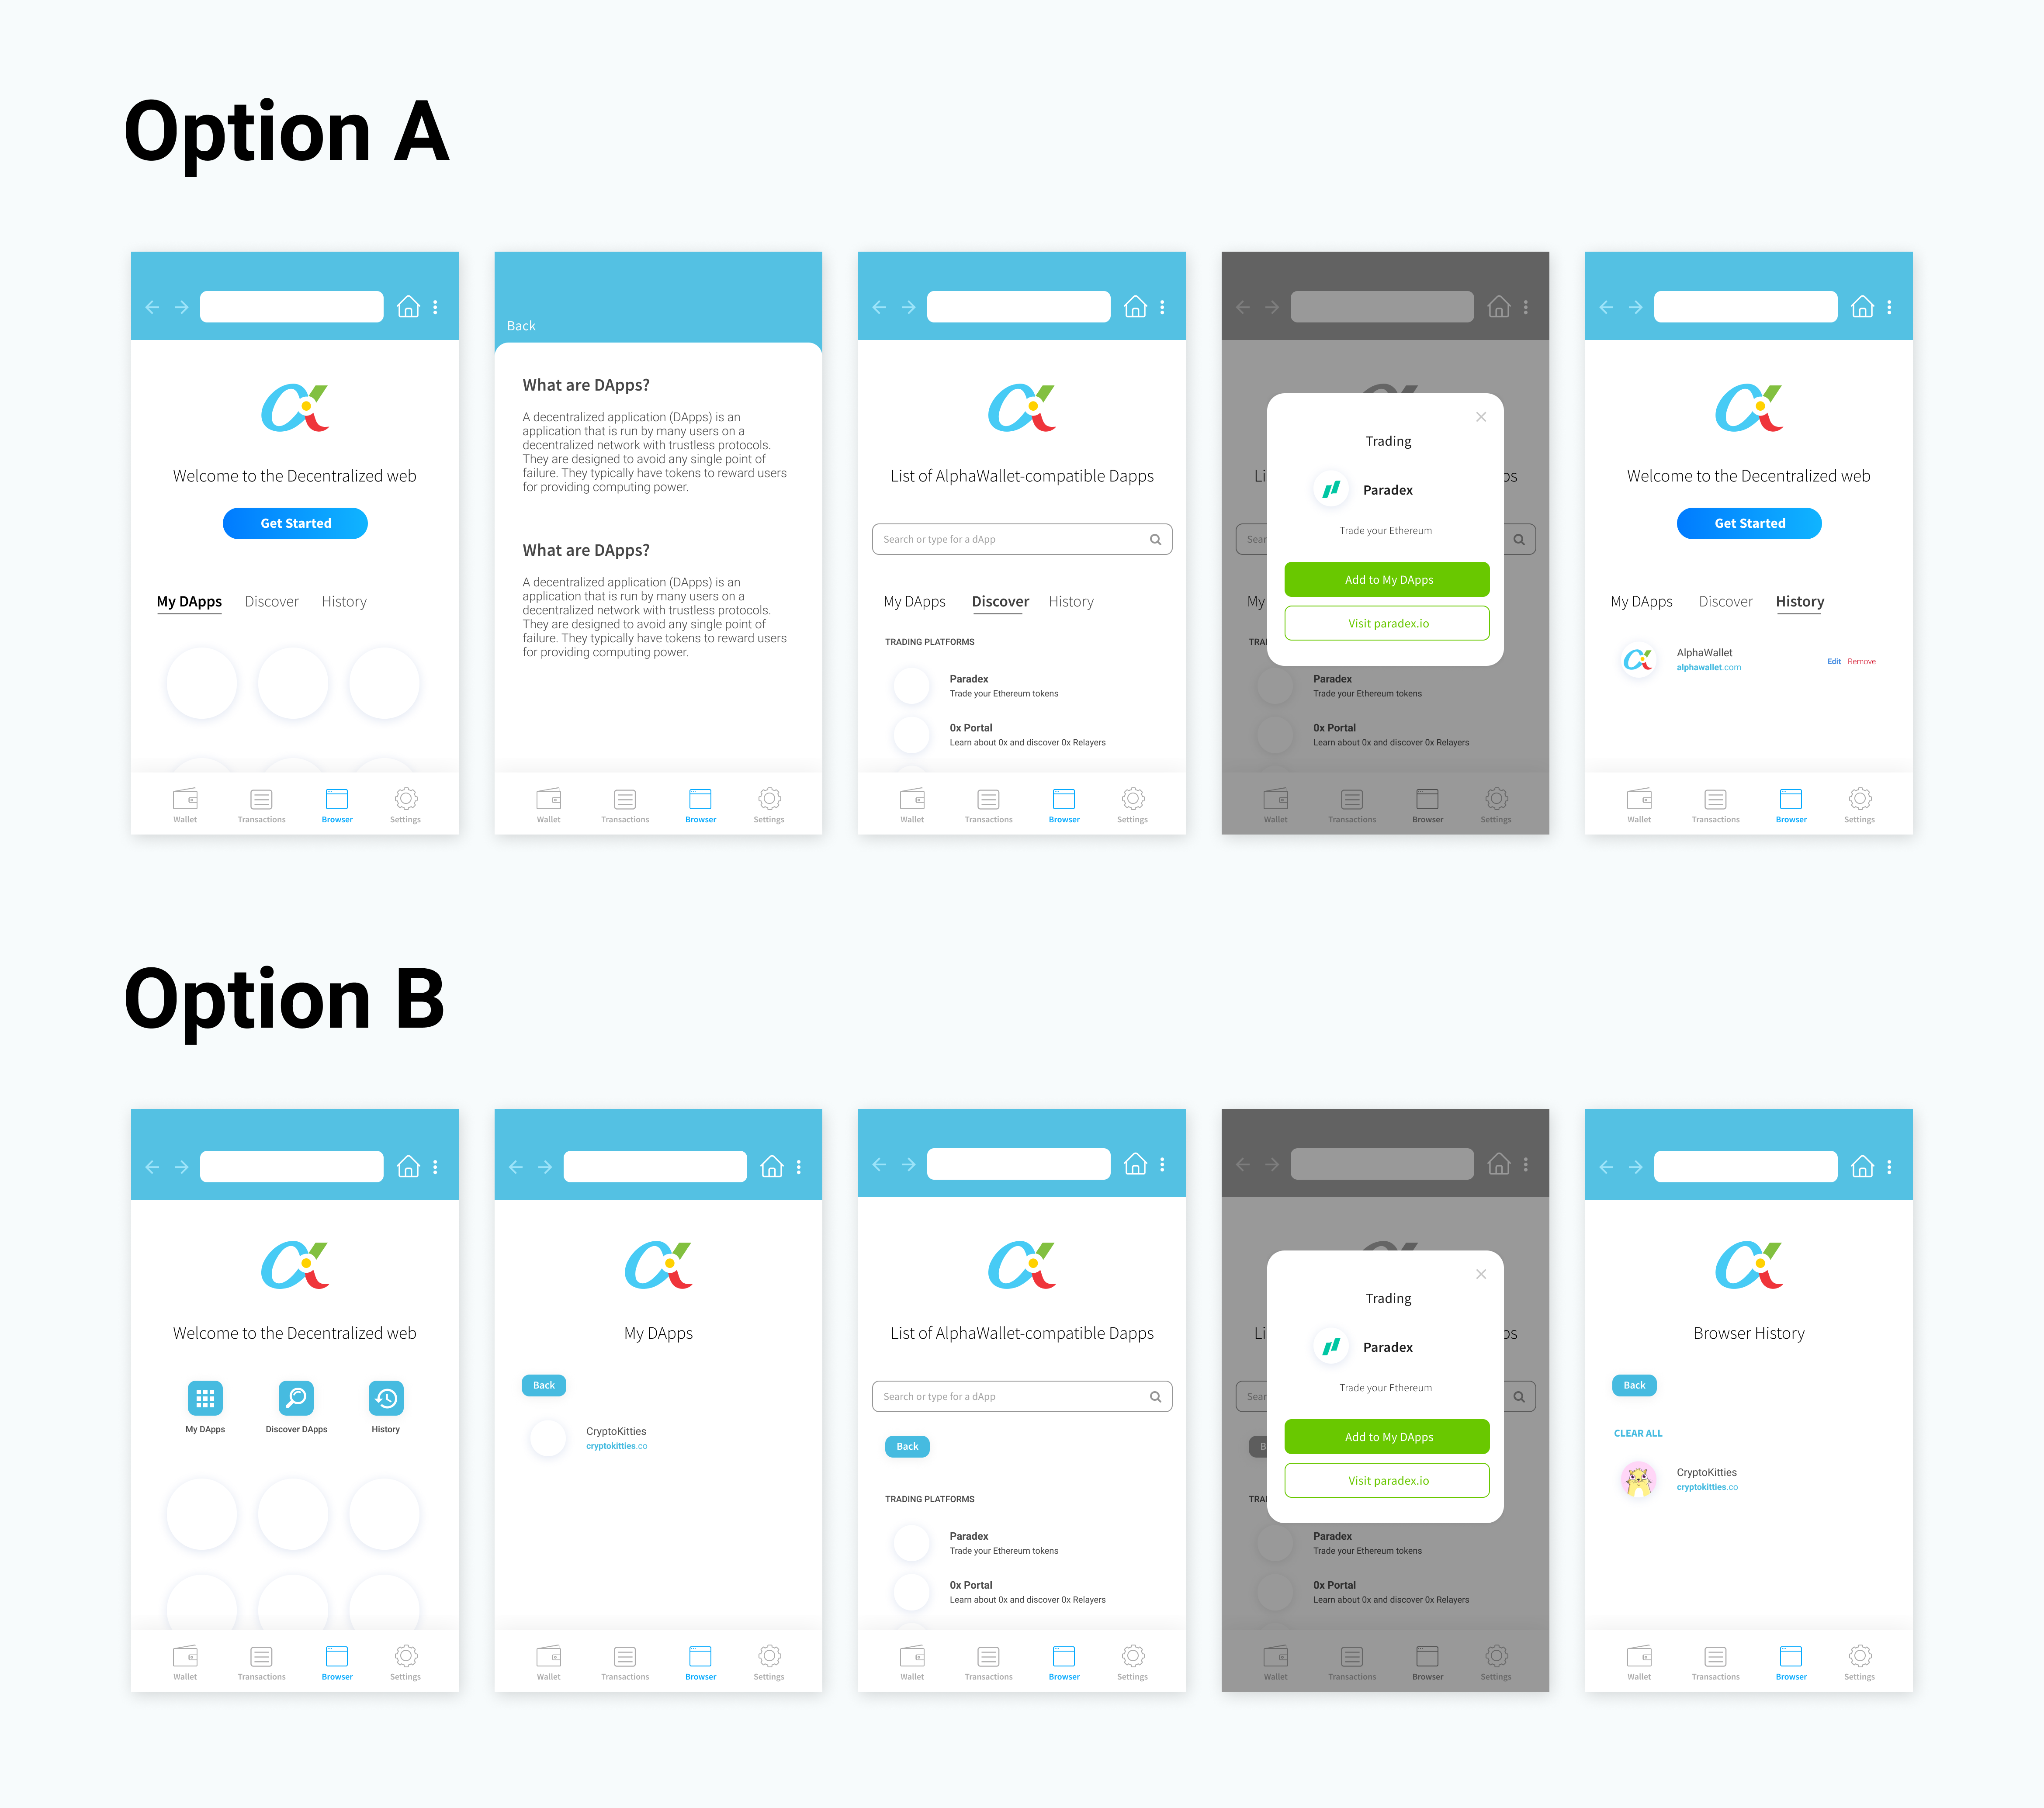 Option A
Welcome to the Decentralized web
Get Started
My DApps Discover History
Wallet Transactions Browser Settings
Back
What are DApps?
A decentralized application (DApps) is an
application that is run by many users on a
decentralized network with trustless protocols.
They are designed to avoid any single point of
failure. They typically have tokens to reward users
for providing computing power.
What are DApps?
A decentralized application (DApps) is an
application that is run by many users on a
decentralized network with trustless protocols.
They are designed to avoid any single point of
failure. They typically have tokens to reward users
for providing computing power.
Wallet Transactions Browser Settings
List of AlphaWallet-compatible Dapps
Search or type for a dApp
My DApps Discover History
TRADING PLATFORMS
Paradex
Trade your Ethereum tokens
0x Portal
Learn about 0x and discover 0x Relayers
Wallet Transactions Browser Settings
Trading
Li ps
Paradex
Sear
Trade your Ethereum
Add to My DApps
My
Visit paradex.io
TRA
Paradex
Trade your Ethereum tokens
0x Portal
Learn about 0x and discover 0x Relayers
Wallet Transactions Browser Settings
Welcome to the Decentralized web
Get Started
My DApps Discover History
AlphaWallet
alphawallet.com
Edit Remove
Wallet Transactions Browser Settings
Option B
Welcome to the Decentralized web
My DApps Discover DApps History
Wallet Transactions Browser Settings
My DApps
Back
CryptoKitties
cryptokitties.co
Wallet Transactions Browser Settings
List of AlphaWallet-compatible Dapps
Search or type for a dApp
Back
TRADING PLATFORMS
Paradex
Trade your Ethereum tokens
0x Portal
Learn about 0x and discover 0x Relayers
Wallet Transactions Browser Settings
Trading
Li ps
Paradex
Sear
Trade your Ethereum
Add to My DApps
B
Visit paradex.io
TRA
Paradex
Trade your Ethereum tokens
0x Portal
Learn about 0x and discover 0x Relayers
Wallet Transactions Browser Settings
Browser History
Back
CLEAR ALL
CryptoKitties
cryptokitties.co
Wallet Transactions Browser Settings